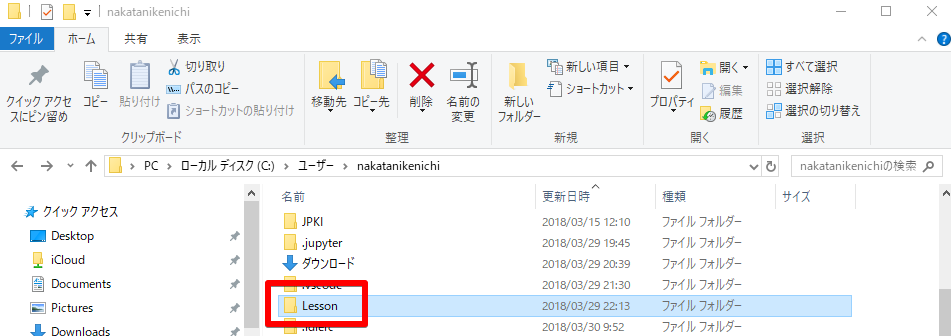 nakatanikenichi
ファイル ホーム 共有 表示
クイック アクセスにピン留め
コピー
貼り付け
切り取り
パスのコピー
ショートカットの貼り付け
クリップボード
移動先
コピー先
削除
名前の変更
整理
新しいフォルダー
新しい項目
ショートカット
新規
プロパティ
開く
編集
履歴
開く
すべて選択
選択解除
選択の切り替え
選択
PC > ローカル ディスク (C:) > ユーザー > nakatanikenichi
nakatanikenichiの検索
クイック アクセス
Desktop
iCloud
Documents
Pictures
Downloads
名前 更新日時 種類 サイズ
JPKI 2018/03/15 12:10 ファイル フォルダー
.jupyter 2018/03/29 19:45 ファイル フォルダー
ダウンロード 2018/03/29 20:39 ファイル フォルダー
2018/03/29 21:30 ファイル フォルダー
Lesson 2018/03/29 22:13 ファイル フォルダー
2018/03/30 9:52 ファイル フォルダー